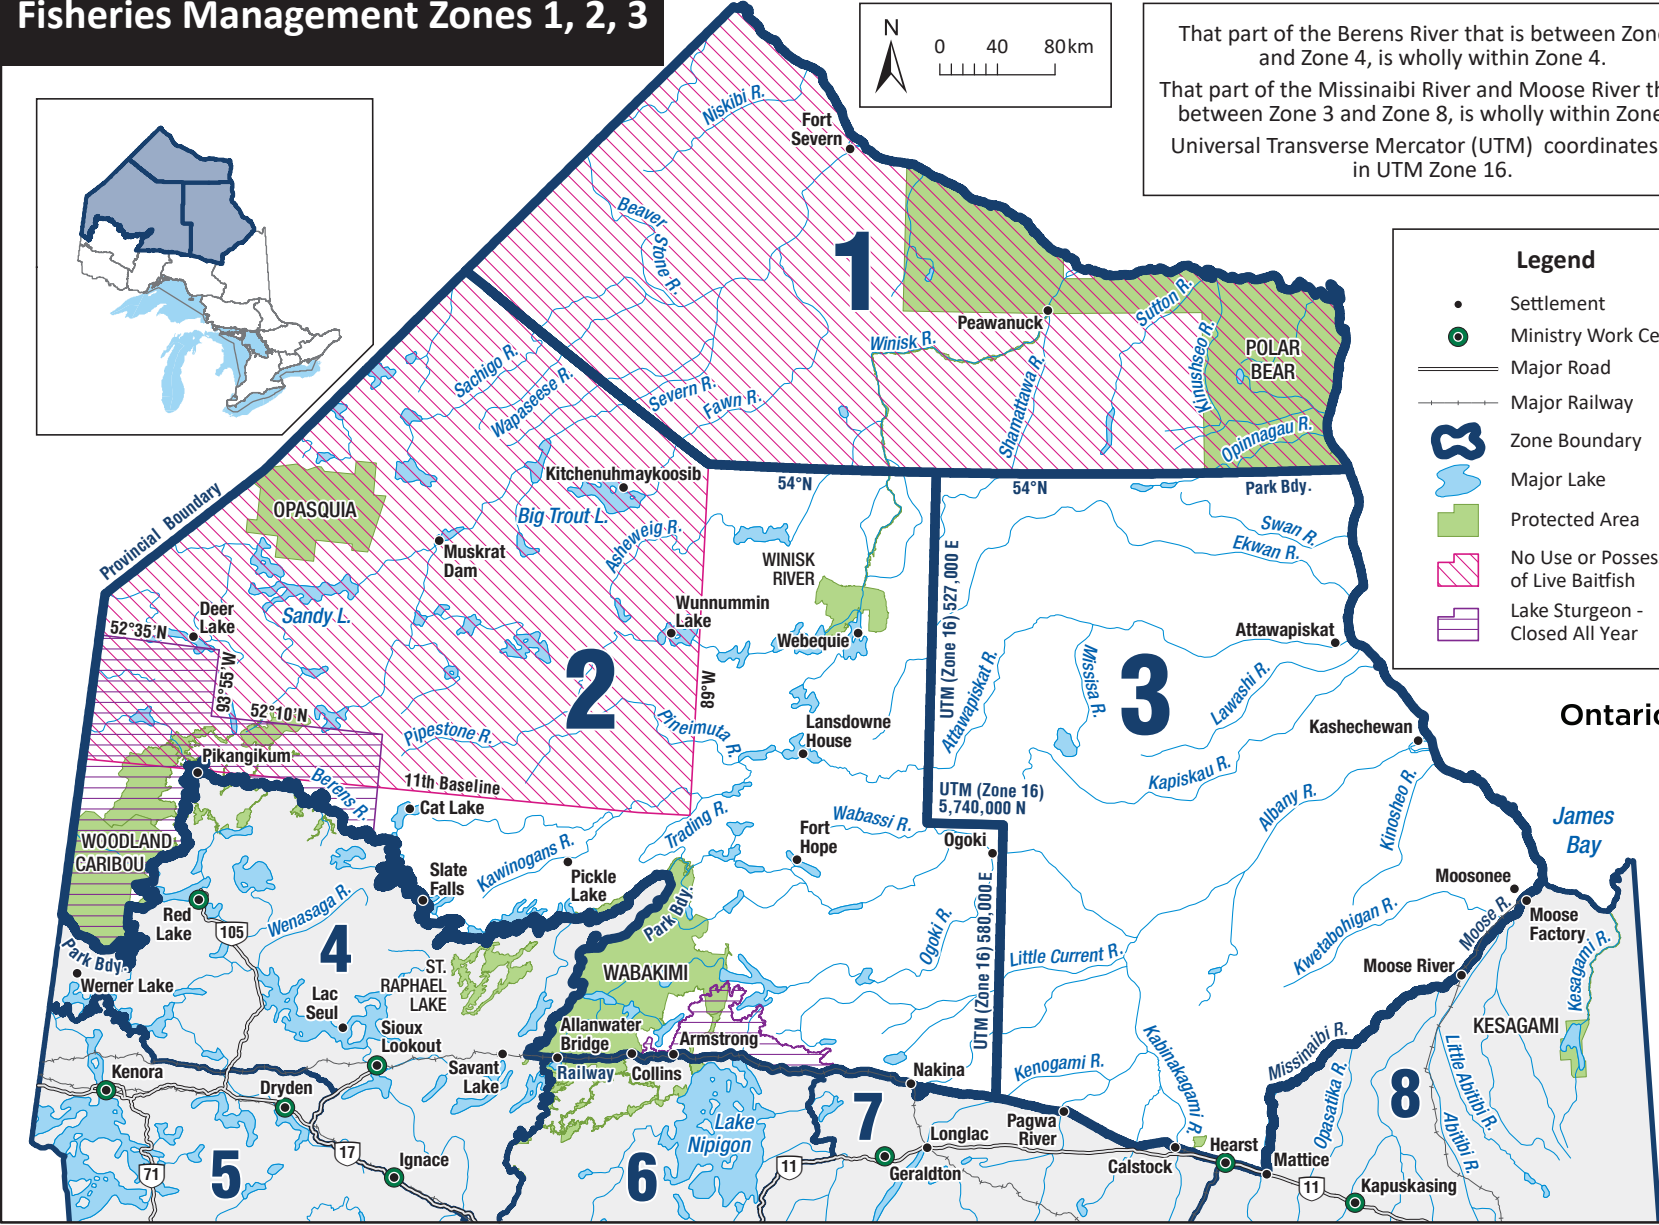 Fisheries Management Zones 1, 2, 3
N
0 40 80 km
That part of the Berens River that is between Zone
and Zone 4, is wholly within Zone 4.
That part of the Missinaibi River and Moose River
between Zone 3 and Zone 8, is wholly within Zone
Universal Transverse Mercator (UTM) coordinates
in UTM Zone 16.
Legend
Settlement
Ministry Work
Major Road
Major Railway
Zone Boundary
Major Lake
Protected Area
No Use or
of Live Baitfish
Lake Sturgeon -
Closed All Year
Niskibi R.
Fort
Severn
Beaver
Stone R.
1
Peawanuck
Sutton R.
Winisk R.
Shamattawa R.
Kinushseo R.
POLAR
BEAR
Opinnagau R.
Sachigo R.
Wapaseese R.
Severn R.
Fawn R.
54°N
54°N
Park Bdy.
Provincial Boundary
OPASQUIA
Kitchenuhmaykoosib
Big Trout L.
Asheweig R.
Muskrat
Dam
Sandy L.
Deer
Lake
52°35'N
93°55'W
52°10'N
Wunnummin
Lake
2
89°W
Pipestone R.
Pineimuta R.
11th Baseline
WINISK
RIVER
Webequie
Lansdowne
House
UTM (Zone 16) 527,000 E
Attawapiskat R.
UTM (Zone 16)
5,740,000 N
Swan R.
Ekwan R.
Attawapiskat
Missisa R.
3
Lawashi R.
Kashechewan
Kapiskau R.
Albany R.
Kinosheo R.
James
Bay
Pikangikum
Berens R.
Cat Lake
WOODLAND
CARIBOU
Trading R.
Wabassi R.
Fort
Hope
Ogoki
Kawinogans R.
Pickle
Lake
Slate
Falls
Red
Lake
105
Wenasaga R.
4
Park Bdy.
Werner Lake
ST.
RAPHAEL
LAKE
Lac
Seul
Sioux
Lookout
Park Bdy.
WABAKIMI
Ogoki R.
UTM (Zone 16) 580,000 E
Little Current R.
Kwetabohigan R.
Moosonee
Moose R.
Moose
Factory
Moose River
Kesagami R.
KESAGAMI
Missinaibi R.
Allanwater
Bridge
Armstrong
Railway
Collins
Savant
Lake
Kenora
Dryden
Nakina
Kenogami R.
Kabinakagami R.
Opasatika R.
Little Abitibi R.
Abitibi R.
8
7
Pagwa
River
Lake
Nipigon
Longlac
Geraldton
Calstock
Hearst
Mattice
11
Kapuskasing
11
17
Ignace
71
5
6